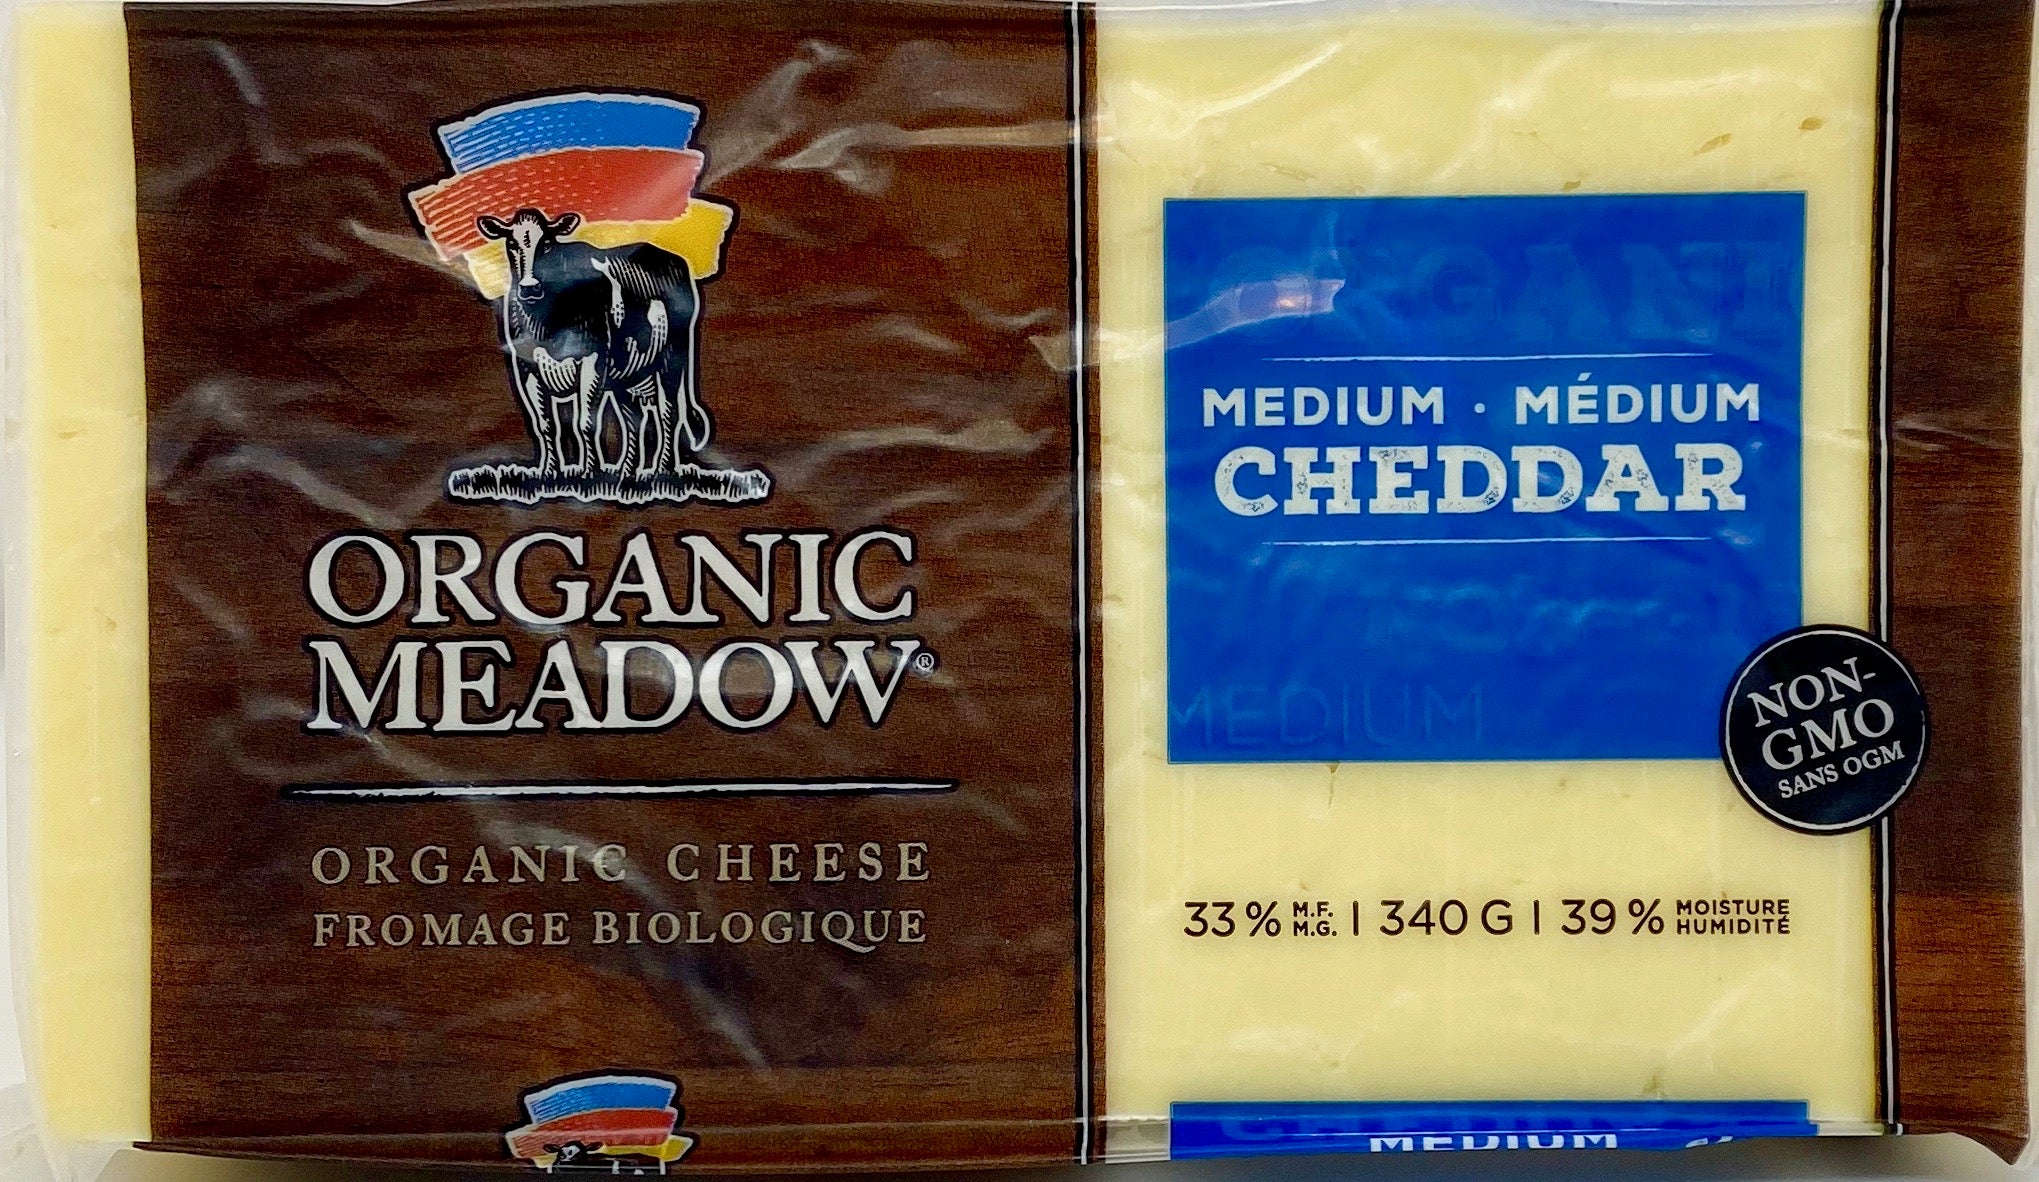 ORGANIC
MEADOW®
ORGANIC CHEESE
FROMAGE BIOLOGIQUE
MEDIUM · MÉDIUM
CHEDDAR
NON-
GMO
SANS OGM
33 % M.F. M.G. | 340 G | 39 % MOISTURE HUMIDITÉ
MEDIUM
MEDIUM